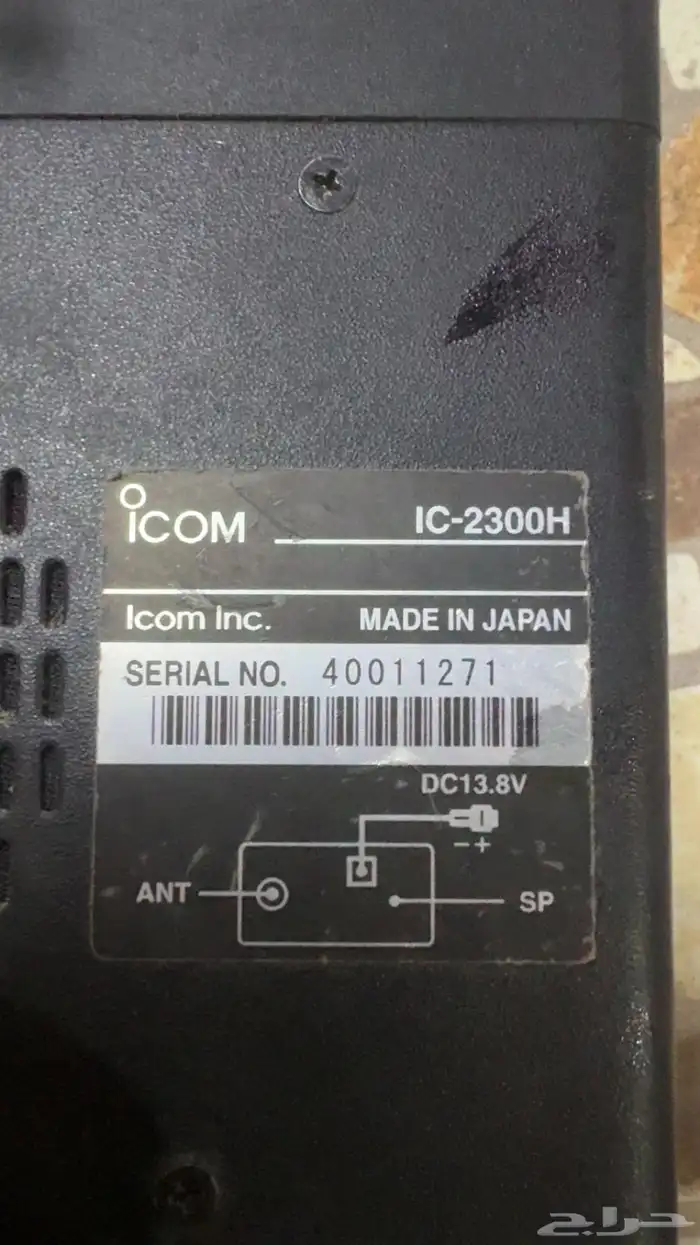 ICOM IC-2300H
Icom Inc. MADE IN JAPAN
SERIAL NO. 40011271
DC13.8V
- +
ANT SP
حراج